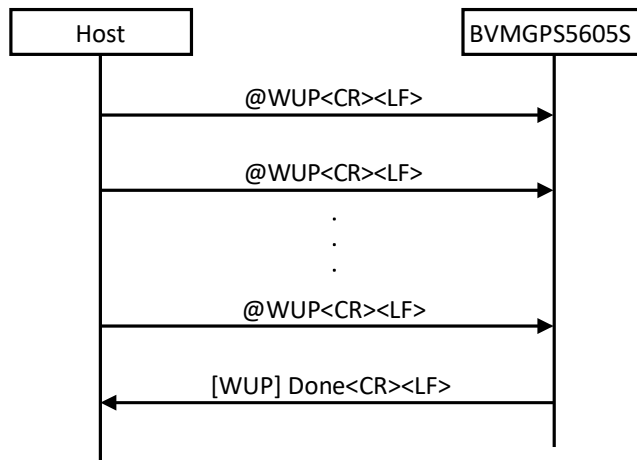 Host
BVMGPS5605S
@WUP<CR><LF>
@WUP<CR><LF>
.
.
.
@WUP<CR><LF>
[WUP] Done<CR><LF>